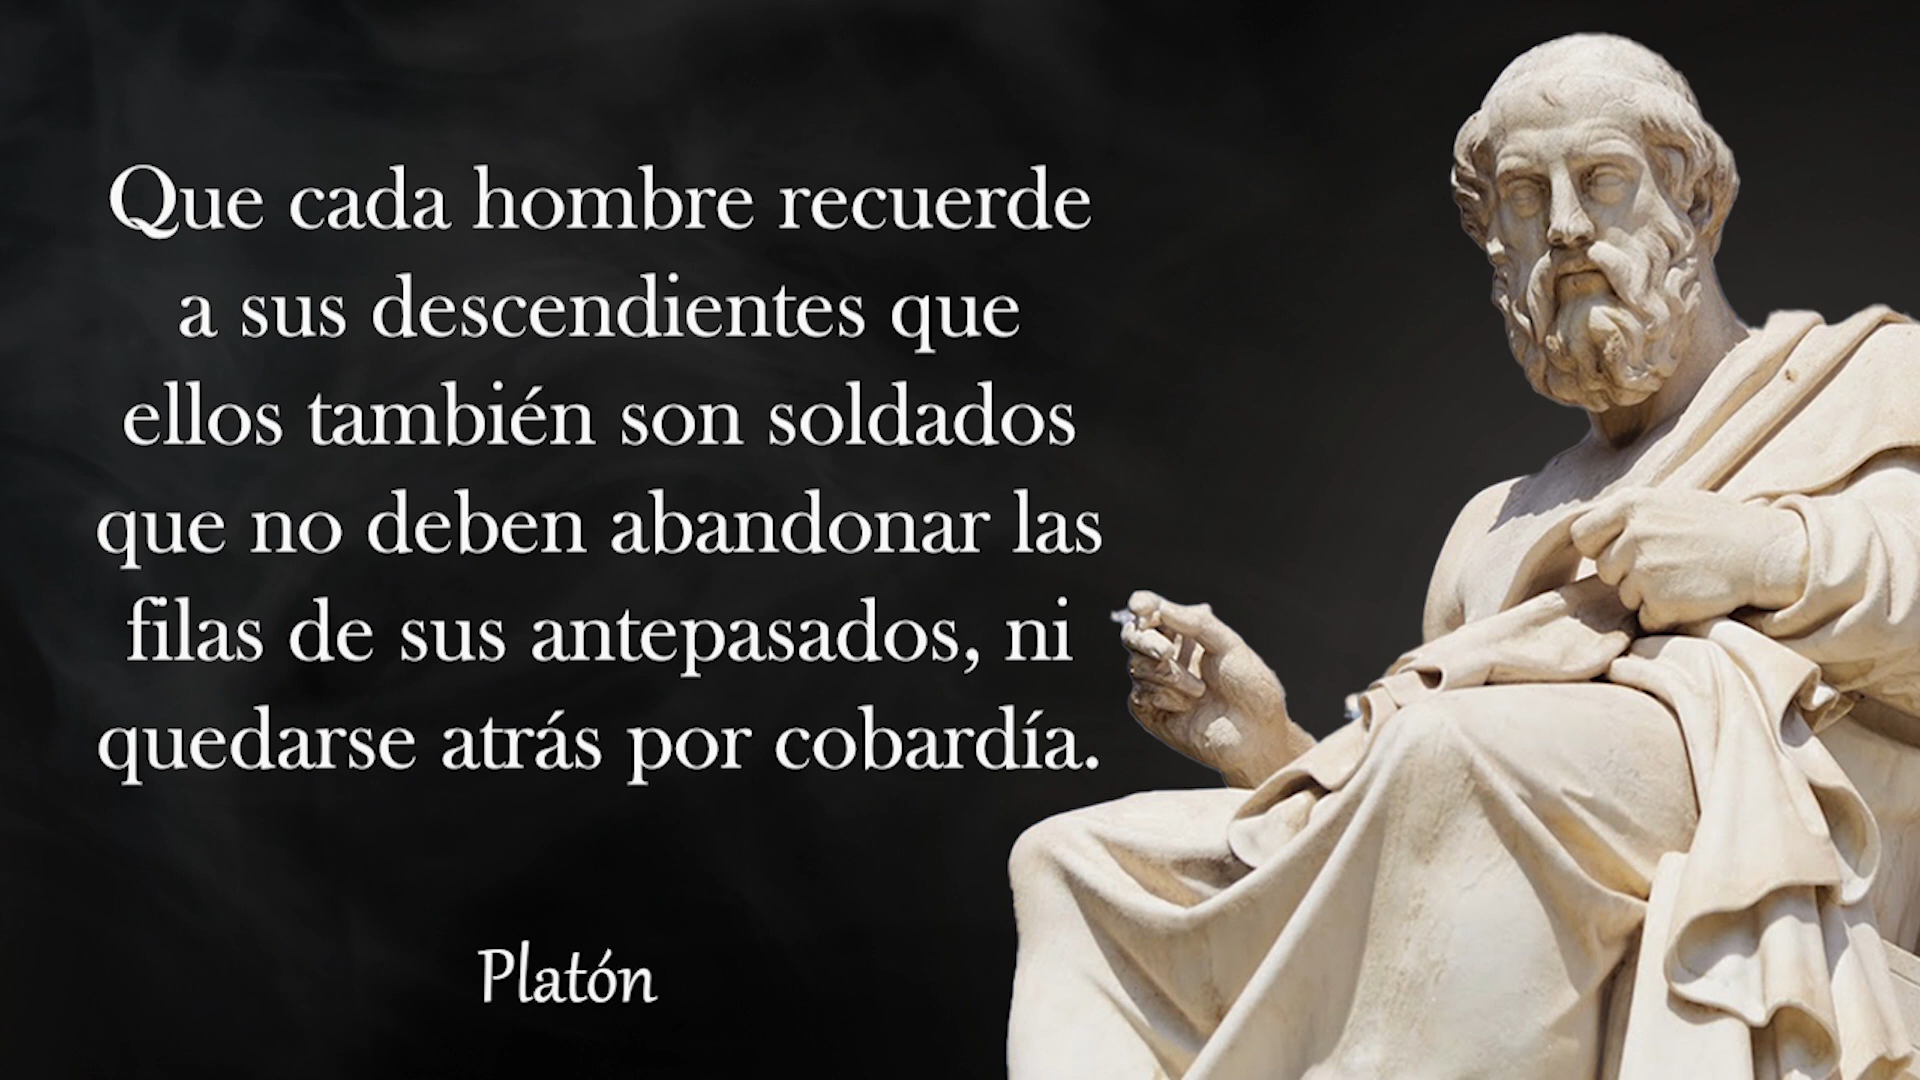 Que cada hombre recuerde
a sus descendientes que
ellos también son soldados
que no deben abandonar las
filas de sus antepasados, ni
quedarse atrás por cobardía.
Platón